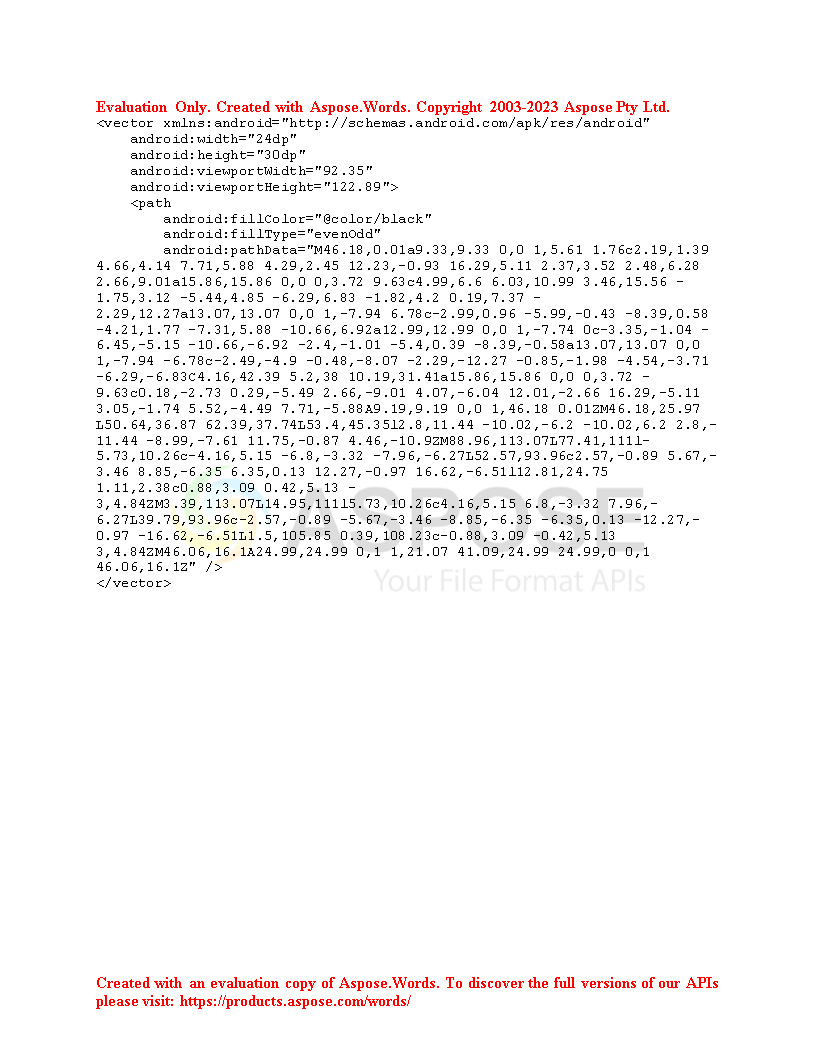 Evaluation Only. Created with Aspose.Words. Copyright 2003-2023 Aspose Pty Ltd.
<vector xmlns:android="http://schemas.android.com/apk/res/android"
    android:width="24dp"
    android:height="30dp"
    android:viewportWidth="92.35"
    android:viewportHeight="122.89">
    <path
        android:fillColor="@color/black"
        android:fillType="evenOdd"
        android:pathData="M46.18,0.01a9.33,9.33 0,0 1,5.61 1.76c2.19,1.39
4.66,4.14 7.71,5.88 4.29,2.45 12.23,-0.93 16.29,5.11 2.37,3.52 2.48,6.28
2.66,9.01a15.86,15.86 0,0 0,3.72 9.63c4.99,6.6 6.03,10.99 3.46,15.56 -
1.75,3.12 -5.44,4.85 -6.29,6.83 -1.82,4.2 0.19,7.37 -
2.29,12.27a13.07,13.07 0,0 1,-7.94 6.78c-2.99,0.96 -5.99,-0.43 -8.39,0.58
-4.21,1.77 -7.31,5.88 -10.66,6.92a12.99,12.99 0,0 1,-7.74 0c-3.35,-1.04 -
6.45,-5.15 -10.66,-6.92 -2.4,-1.01 -5.4,0.39 -8.39,-0.58a13.07,13.07 0,0
1,-7.94 -6.78c-2.49,-4.9 -0.48,-8.07 -2.29,-12.27 -0.85,-1.98 -4.54,-3.71
-6.29,-6.83C4.16,42.39 5.2,38 10.19,31.41a15.86,15.86 0,0 0,3.72 -
9.63c0.18,-2.73 0.29,-5.49 2.66,-9.01 4.07,-6.04 12.01,-2.66 16.29,-5.11
3.05,-1.74 5.52,-4.49 7.71,-5.88A9.19,9.19 0,0 1,46.18 0.01ZM46.18,25.97
L50.64,36.87 62.39,37.74L53.4,45.35l2.8,11.44 -10.02,-6.2 -10.02,6.2 2.8,-
11.44 -8.99,-7.61 11.75,-0.87 4.46,-10.9ZM88.96,113.07L77.41,111l-
5.73,10.26c-4.16,5.15 -6.8,-3.32 -7.96,-6.27L52.57,93.96c2.57,-0.89 5.67,-
3.46 8.85,-6.35 6.35,0.13 12.27,-0.97 16.62,-6.51l12.81,24.75
1.11,2.38c0.88,3.09 0.42,5.13 -
3,4.84ZM3.39,113.07L14.95,111l5.73,10.26c4.16,5.15 6.8,-3.32 7.96,-
6.27L39.79,93.96c-2.57,-0.89 -5.67,-3.46 -8.85,-6.35 -6.35,0.13 -12.27,-
0.97 -16.62,-6.51L1.5,105.85 0.39,108.23c-0.88,3.09 -0.42,5.13
3,4.84ZM46.06,16.1A24.99,24.99 0,1 1,21.07 41.09,24.99 24.99,0 0,1
46.06,16.1Z" />
</vector>
ASPOSE
Your File Format APIs
Created with an evaluation copy of Aspose.Words. To discover the full versions of our APIs
please visit: https://products.aspose.com/words/